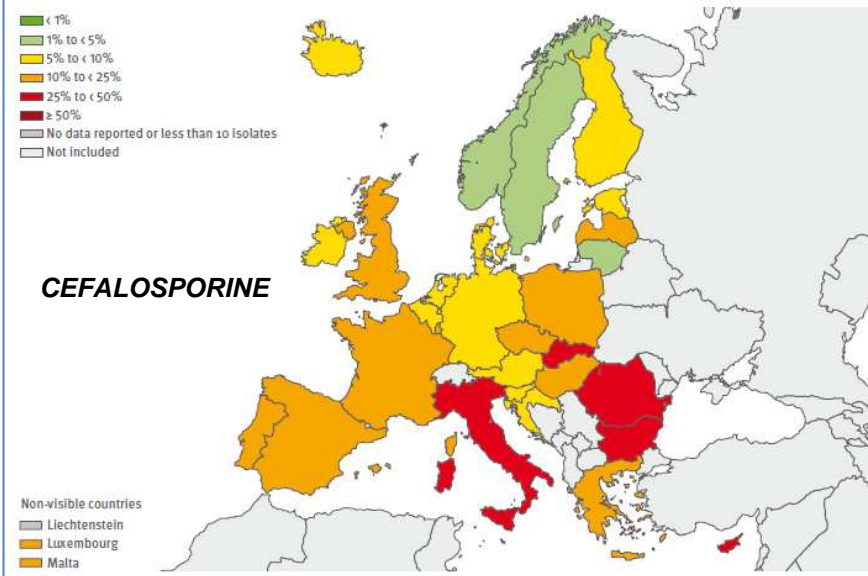 < 1%
1% to < 5%
5% to < 10%
10% to < 25%
25% to < 50%
≥ 50%
No data reported or less than 10 isolates
Not included
CEFALOSPORINE
Non-visible countries
Liechtenstein
Luxembourg
Malta